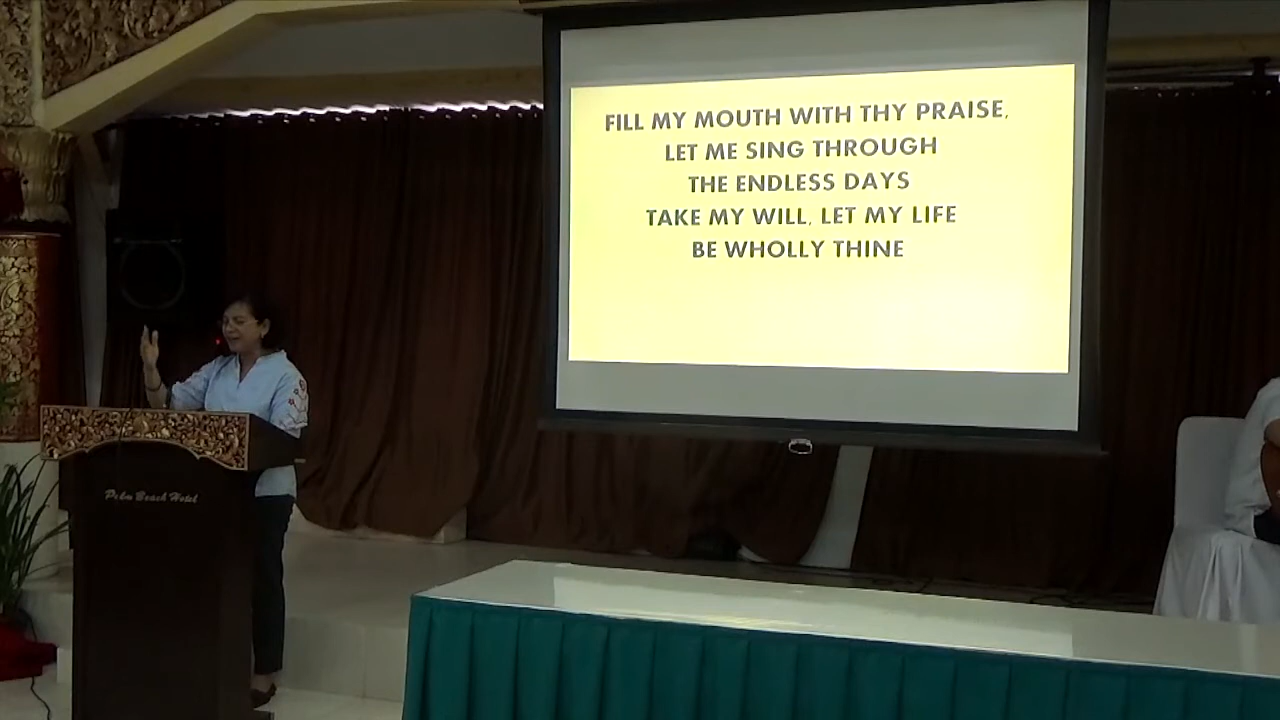 FILL MY MOUTH WITH THY PRAISE,
LET ME SING THROUGH
THE ENDLESS DAYS
TAKE MY WILL, LET MY LIFE
BE WHOLLY THINE
Palm Beach Hotel